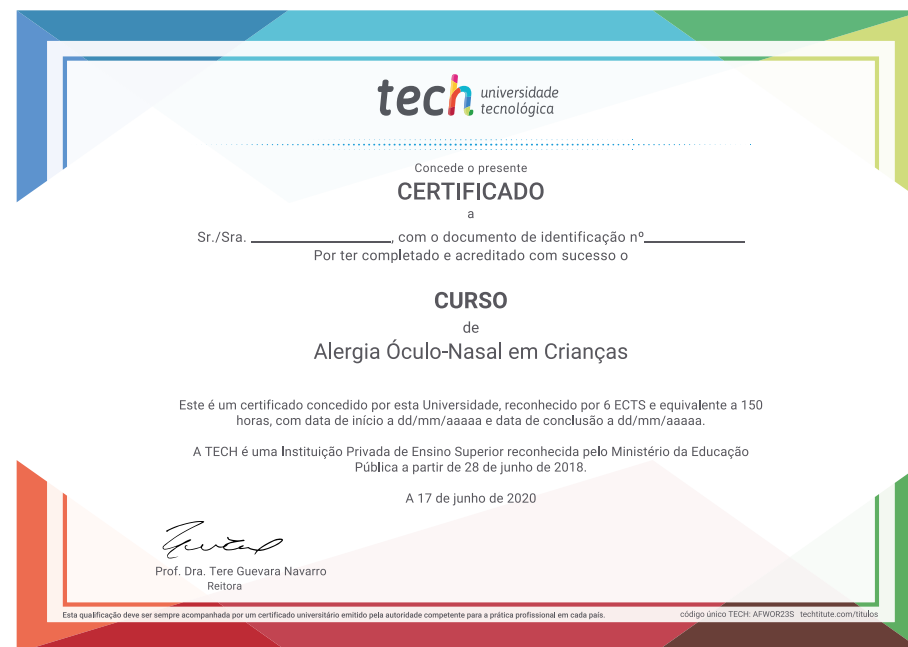 tech universidade
tecnológica
Concede o presente
CERTIFICADO
a
Sr./Sra. ____________, com o documento de identificação nº____________
Por ter completado e acreditado com sucesso o
CURSO
de
Alergia Óculo-Nasal em Crianças
Este é um certificado concedido por esta Universidade, reconhecido por 6 ECTS e equivalente a 150
horas, com data de início a dd/mm/aaaaa e data de conclusão a dd/mm/aaaaa.
A TECH é uma Instituição Privada de Ensino Superior reconhecida pelo Ministério da Educação
Pública a partir de 28 de junho de 2018.
A 17 de junho de 2020
Prof. Dra. Tere Guevara Navarro
Reitora
Esta qualificação deve ser sempre acompanhada por um certificado universitário emitido pela autoridade competente para a prática profissional em cada país.
código único TECH: AFWOR23S techtitute.com/titulos